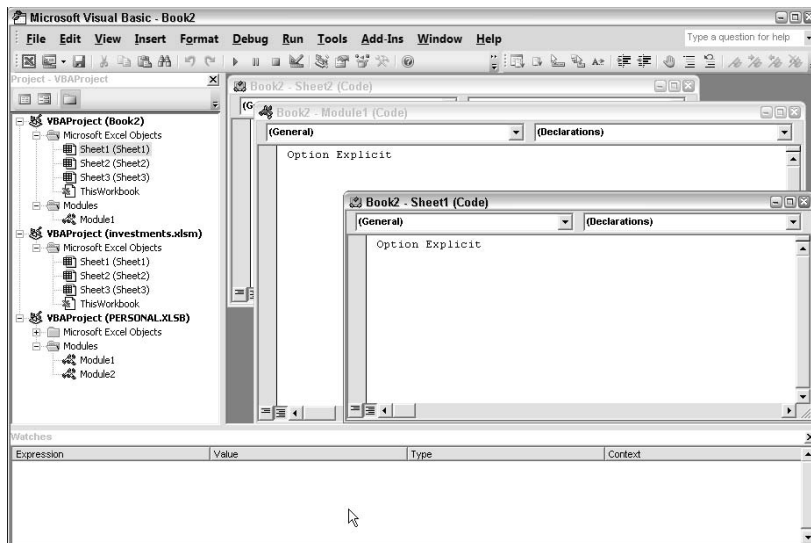 Microsoft Visual Basic - Book2
File Edit View Insert Format Debug Run Tools Add-Ins Window Help
Type a question for help
Project - VBAProject
VBAProject (Book2)
Microsoft Excel Objects
Sheet1 (Sheet1)
Sheet2 (Sheet2)
Sheet3 (Sheet3)
ThisWorkbook
Modules
Module1
VBAProject (investments.xlsm)
Microsoft Excel Objects
Sheet1 (Sheet1)
Sheet2 (Sheet2)
Sheet3 (Sheet3)
ThisWorkbook
VBAProject (PERSONAL.XLSB)
Microsoft Excel Objects
Modules
Module1
Module2
Book2 - Sheet2 (Code)
(G
Book2 - Module1 (Code)
(General) (Declarations)
Option Explicit
Book2 - Sheet1 (Code)
(General) (Declarations)
Option Explicit
Watches
Expression Value Type Context